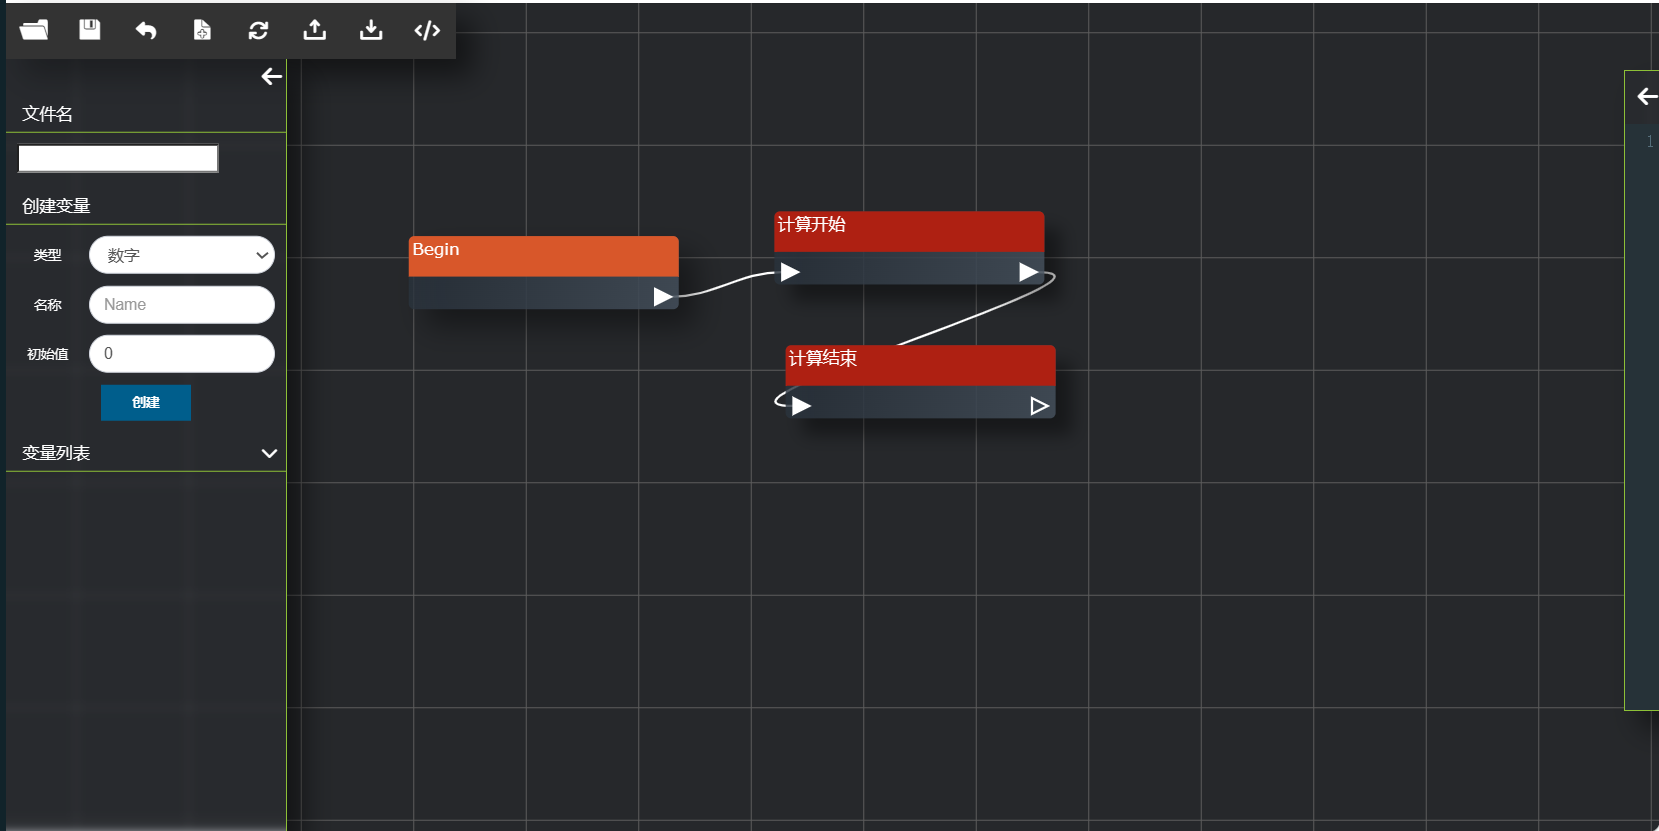 文件名
创建变量
类型 数字
名称 Name
初始值 0
创建
变量列表
Begin
计算开始
计算结束
1